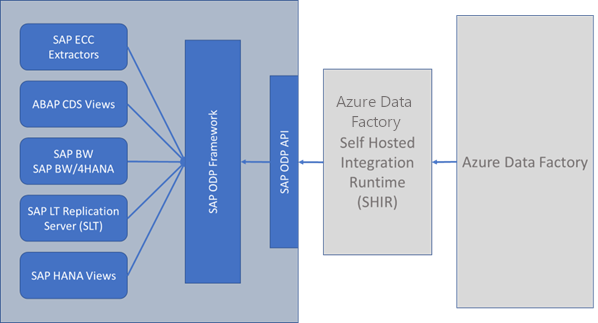 SAP ECC
Extractors
ABAP CDS Views
SAP BW
SAP BW/4HANA
SAP LT Replication
Server (SLT)
SAP HANA Views
SAP ODP Framework
SAP ODP API
Azure Data
Factory
Self Hosted
Integration
Runtime
(SHIR)
Azure Data Factory